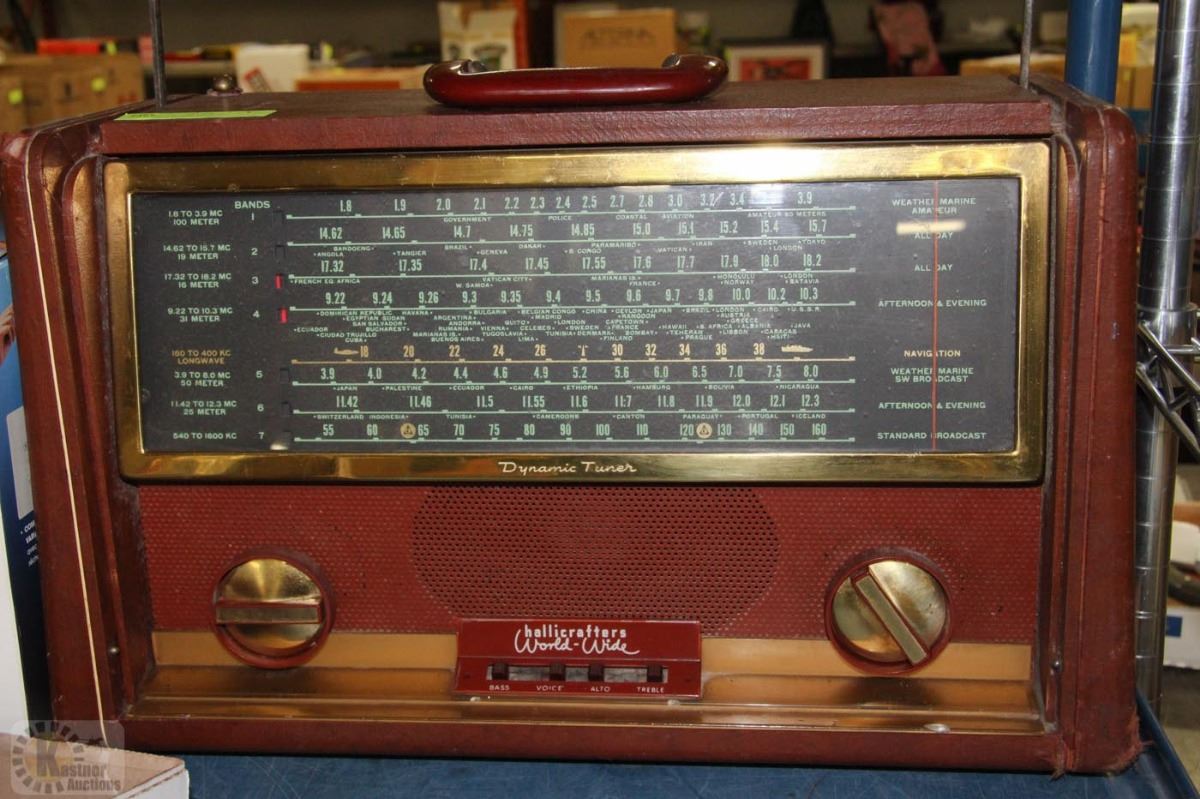 ALTERNA
BANDS
1.6 TO 3.9 MC 1 1.8 1.9 2.0 2.1 2.2 2.3 2.4 2.5 2.7 2.8 3.0 3.2 3.4 3.9 WEATHER MARINE
100 METER GOVERNMENT POLICE COASTAL AVIATION AMATEUR 80 METERS AMATEUR
14.62 TO 15.7 MC 2 14.62 14.65 14.7 14.75 14.85 15.0 15.1 15.2 15.4 15.7 ALL DAY
19 METER BANDOENG BRAZIL DAKAR PARAMARIBO IRAN SWEDEN TOKYO
ANGOLA TANGIER GENEVA B. CONGO VATICAN LONDON
17.32 TO 18.2 MC 3 17.32 17.35 17.4 17.45 17.55 17.6 17.7 17.9 18.0 18.2 ALL DAY
16 METER FRENCH EQ. AFRICA VATICAN CITY MARIANAS IS. HONOLULU LONDON
W. SAMOA FRANCE NORWAY BATAVIA
9.22 TO 10.3 MC 4 9.22 9.24 9.26 9.3 9.35 9.4 9.5 9.6 9.7 9.8 10.0 10.2 10.3 AFTERNOON & EVENING
31 METER DOMINICAN REPUBLIC HAVANA BULGARIA BELGIAN CONGO CHINA CEYLON JAPAN BRAZIL LONDON CAIRO U.S.S.R.
EGYPTIAN SUDAN ARGENTINA MADRID RANGOON AUSTRIA
SAN SALVADOR ANDORRA QUITO LONDON CAPETOWN GREECE
ECUADOR BUCHAREST RUMANIA VIENNA CELEBES SWEDEN FRANCE HAWAII S. AFRICA ALBANIA JAVA
CIUDAD TRUJILLO MARIANAS IS. YUGOSLAVIA TUNISIA DENMARK BOMBAY TEHERAN LISBON CARACAS
CUBA BUENOS AIRES LIMA FINLAND PRAGUE HAITI
160 TO 400 KC 18 20 22 24 26 30 32 34 36 38 NAVIGATION
LONGWAVE
3.9 TO 8.0 MC 5 3.9 4.0 4.2 4.4 4.6 4.9 5.2 5.6 6.0 6.5 7.0 7.5 8.0 WEATHER MARINE
50 METER JAPAN PALESTINE ECUADOR CAIRO ETHIOPIA HAMBURG BOLIVIA NICARAGUA SW BROADCAST
11.42 TO 12.3 MC 6 11.42 11.46 11.5 11.55 11.6 11.7 11.8 11.9 12.0 12.1 12.3 AFTERNOON & EVENING
25 METER SWITZERLAND INDONESIA TUNISIA CAMEROONS CANTON PARAGUAY PORTUGAL ICELAND
540 TO 1600 KC 7 55 60 65 70 75 80 90 100 110 120 130 140 150 160 STANDARD BROADCAST
Dynamic Tuner
hallicrafters
World-Wide
BASS VOICE ALTO TREBLE
Kastner
Auctions